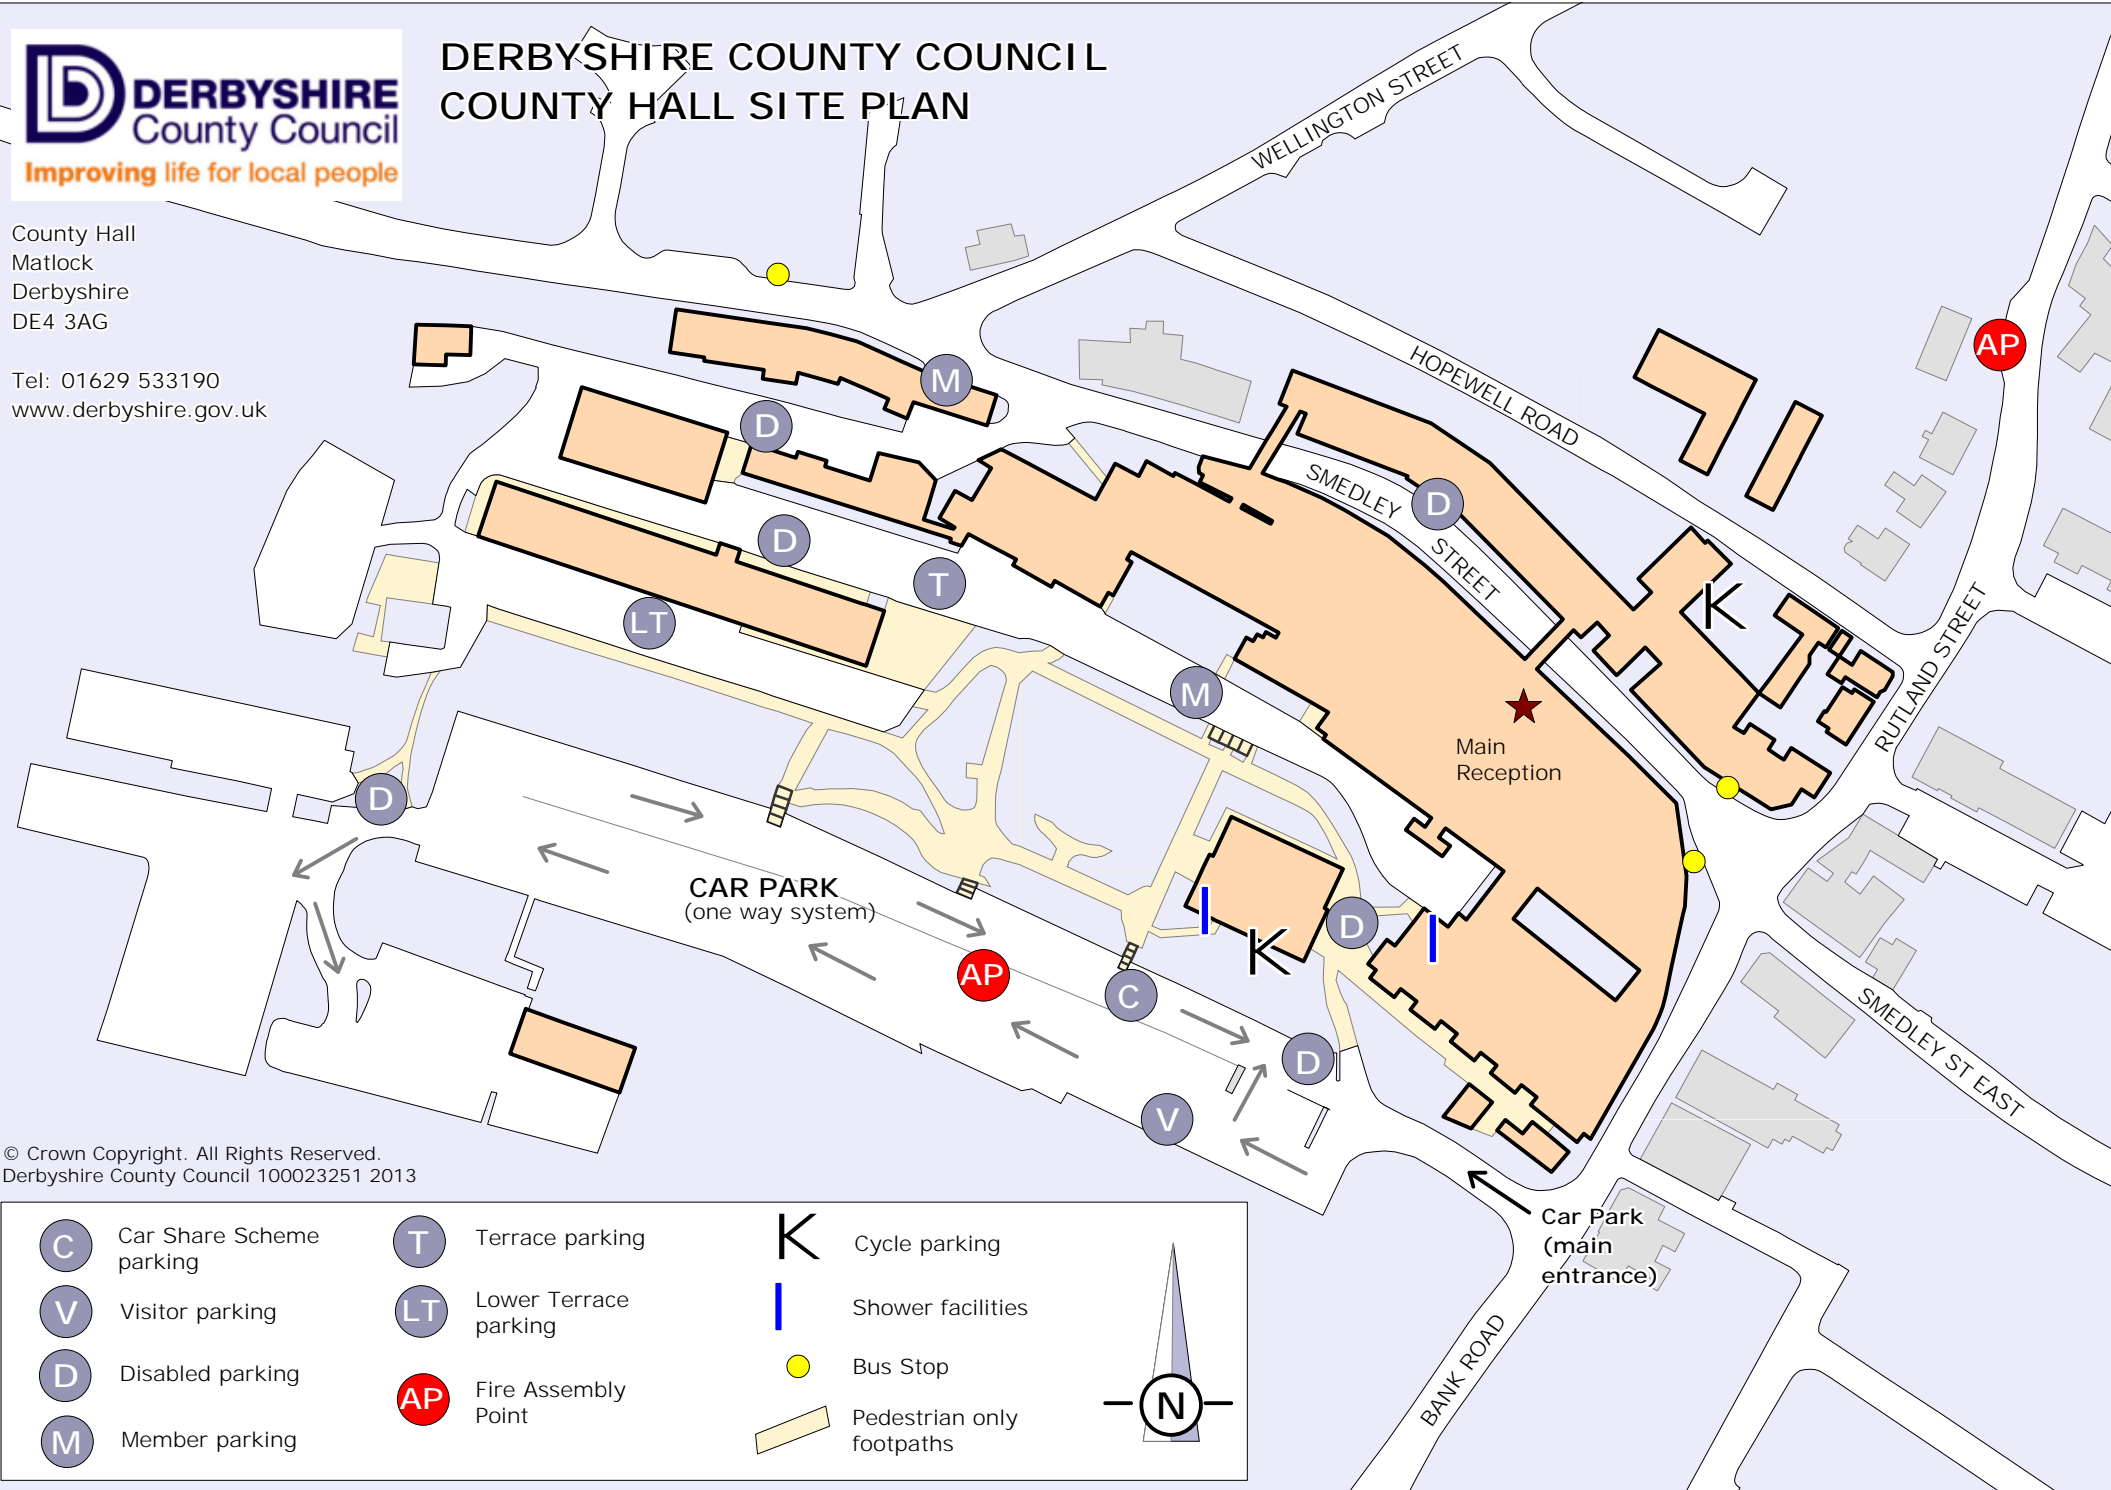 DERBYSHIRE
County Council
Improving life for local people
DERBYSHIRE COUNTY COUNCIL
COUNTY HALL SITE PLAN
County Hall
Matlock
Derbyshire
DE4 3AG
Tel: 01629 533190
www.derbyshire.gov.uk
WELLINGTON STREET
HOPEWELL ROAD
SMEDLEY
STREET
RUTLAND STREET
SMEDLEY ST EAST
BANK ROAD
AP
M
D
D
D
T
LT
M
K
Main
Reception
D
CAR PARK
(one way system)
D
K
AP
C
D
V
Car Park
(main
entrance)
© Crown Copyright. All Rights Reserved.
Derbyshire County Council 100023251 2013
C
Car Share Scheme
parking
V
Visitor parking
D
Disabled parking
M
Member parking
T
Terrace parking
LT
Lower Terrace
parking
AP
Fire Assembly
Point
K
Cycle parking
Shower facilities
Bus Stop
Pedestrian only
footpaths
N